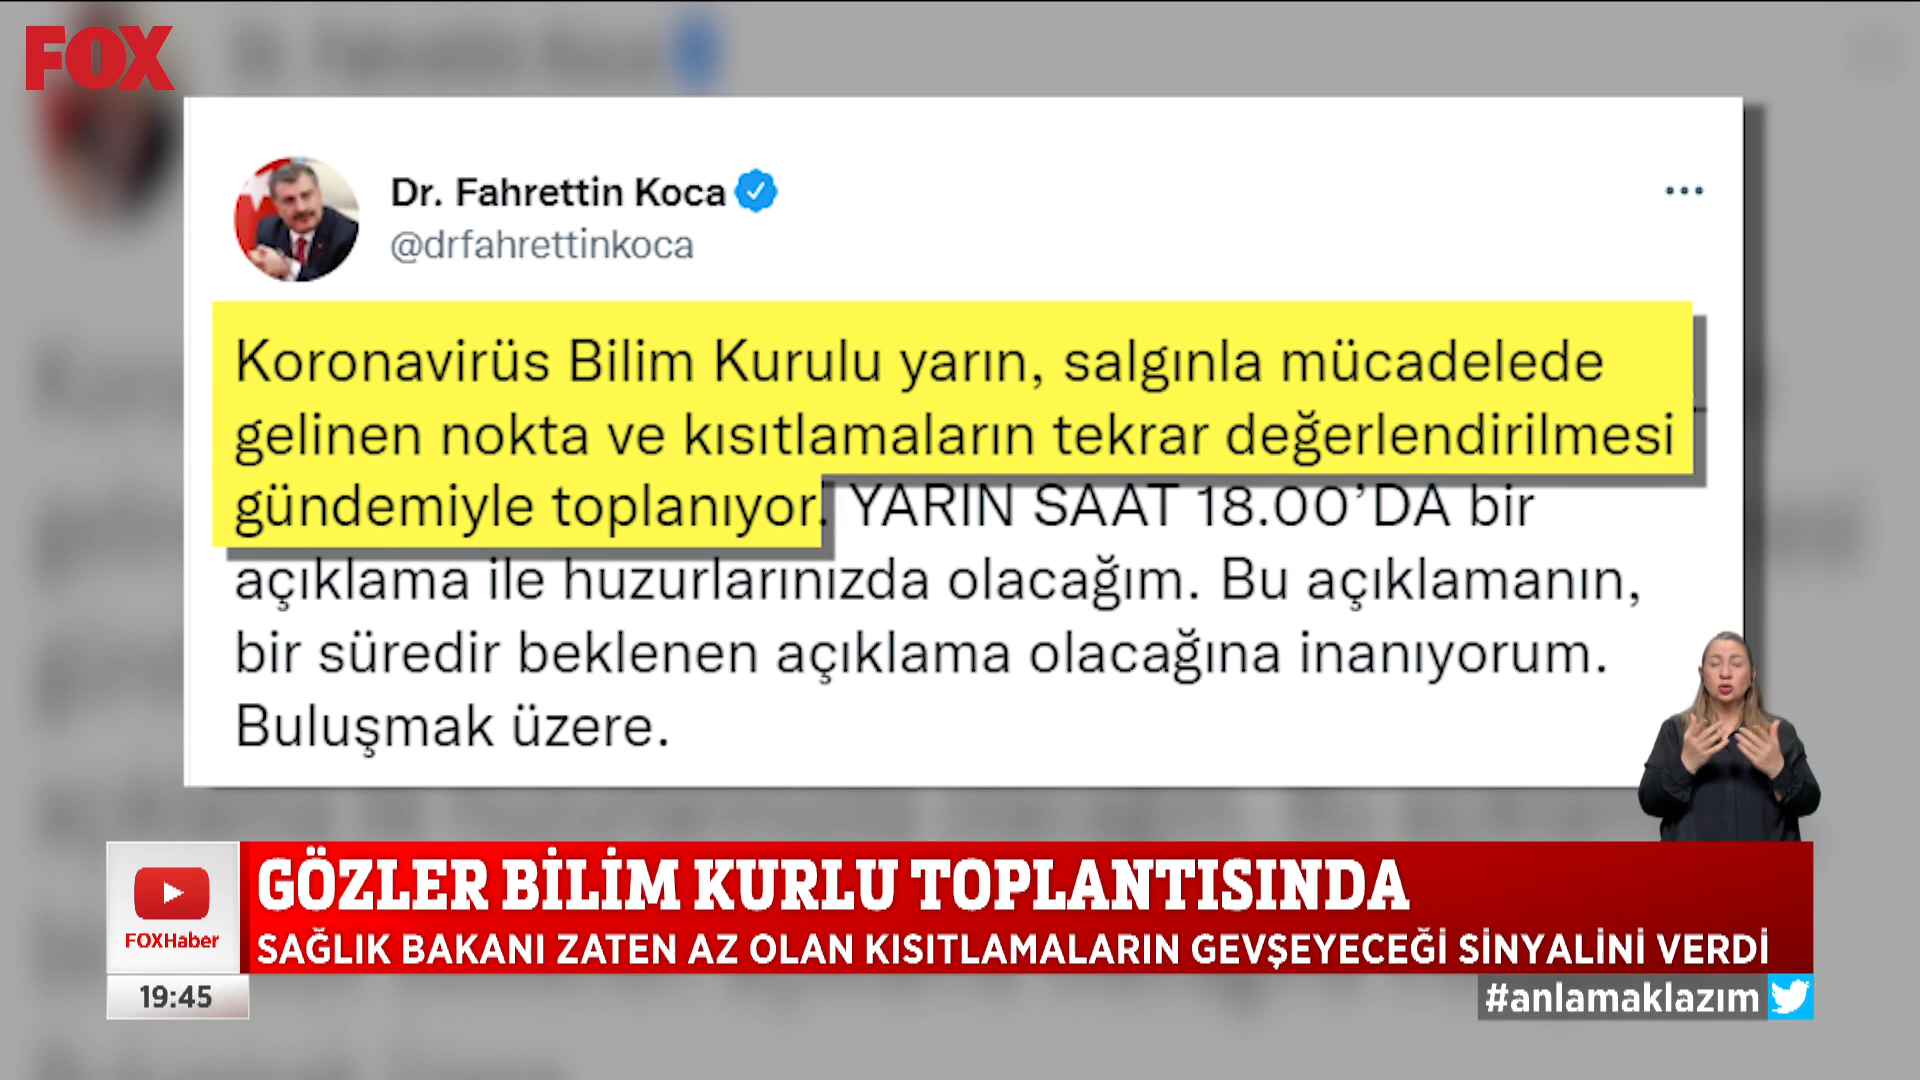 FOX
Dr. Fahrettin Koca
@drfahrettinkoca
Koronavirüs Bilim Kurulu yarın, salgınla mücadelede
gelinen nokta ve kısıtlamaların tekrar değerlendirilmesi
gündemiyle toplanıyor. YARIN SAAT 18.00’DA bir
açıklama ile huzurlarınızda olacağım. Bu açıklamanın,
bir süredir beklenen açıklama olacağına inanıyorum.
Buluşmak üzere.
GÖZLER BİLİM KURLU TOPLANTISINDA
FOXHaber
SAĞLIK BAKANI ZATEN AZ OLAN KISITLAMALARIN GEVŞEYECEĞİ SİNYALİNİ VERDİ
19:45
#anlamaklazım